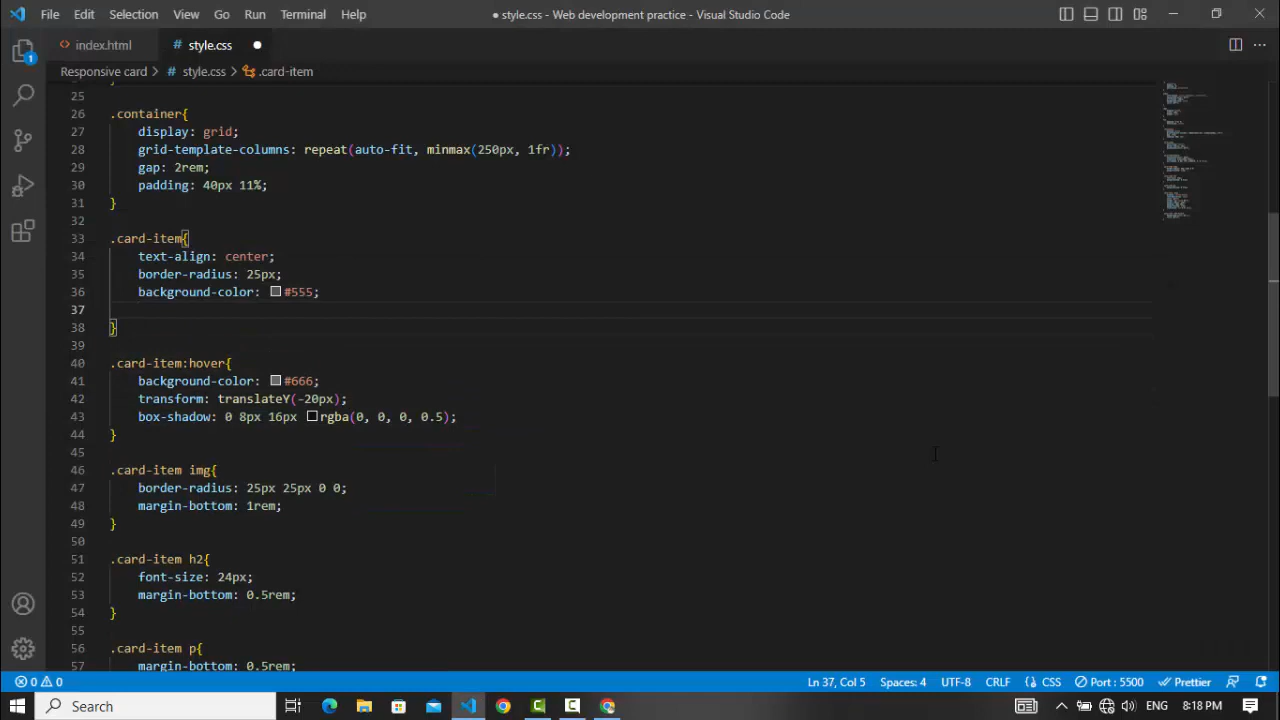 File Edit Selection View Go Run Terminal Help
● style.css - Web development practice - Visual Studio Code
index.html # style.css
Responsive card > # style.css > .card-item
25
26 .container{
27 display: grid;
28 grid-template-columns: repeat(auto-fit, minmax(250px, 1fr));
29 gap: 2rem;
30 padding: 40px 11%;
31 }
32
33 .card-item{
34 text-align: center;
35 border-radius: 25px;
36 background-color: #555;
37
38 }
39
40 .card-item:hover{
41 background-color: #666;
42 transform: translateY(-20px);
43 box-shadow: 0 8px 16px rgba(0, 0, 0, 0.5);
44 }
45
46 .card-item img{
47 border-radius: 25px 25px 0 0;
48 margin-bottom: 1rem;
49 }
50
51 .card-item h2{
52 font-size: 24px;
53 margin-bottom: 0.5rem;
54 }
55
56 .card-item p{
57 margin-bottom: 0.5rem;
1
0 0
Ln 37, Col 5 Spaces: 4 UTF-8 CRLF {} CSS Port : 5500 Prettier
Search
ENG 8:18 PM